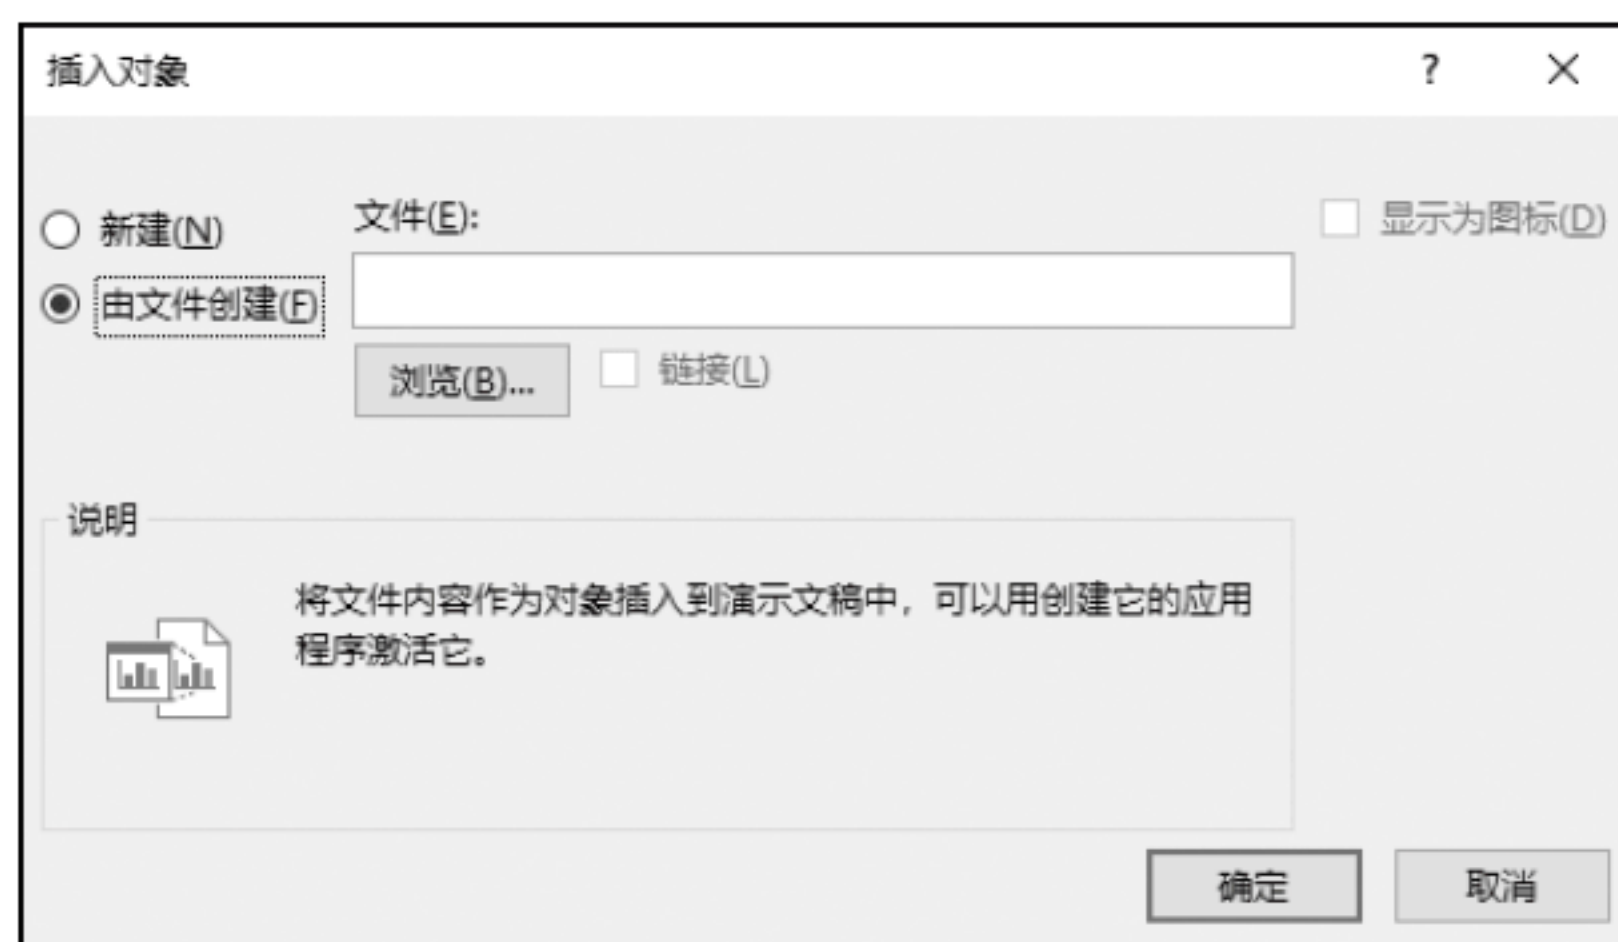 插入对象
?
新建(N)
文件(E):
显示为图标(D)
由文件创建(F)
浏览(B)...
链接(L)
说明
将文件内容作为对象插入到演示文稿中，可以用创建它的应用
程序激活它。
确定
取消